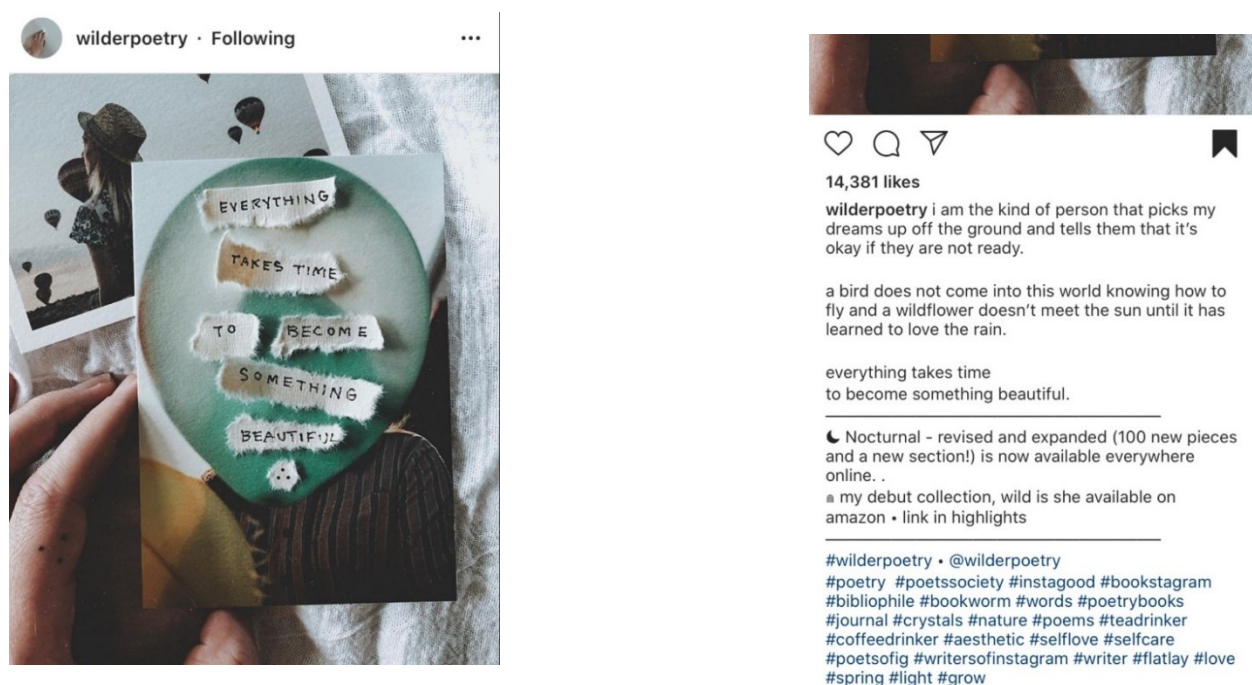 wilderpoetry · Following
EVERYTHING
TAKES TIME
TO BECOME
SOMETHING
BEAUTIFUL
14,381 likes
wilderpoetry i am the kind of person that picks my
dreams up off the ground and tells them that it's
okay if they are not ready.
a bird does not come into this world knowing how to
fly and a wildflower doesn't meet the sun until it has
learned to love the rain.
everything takes time
to become something beautiful.
Nocturnal - revised and expanded (100 new pieces
and a new section!) is now available everywhere
online. .
my debut collection, wild is she available on
amazon • link in highlights
#wilderpoetry • @wilderpoetry
#poetry #poetssociety #instagood #bookstagram
#bibliophile #bookworm #words #poetrybooks
#journal #crystals #nature #poems #teadrinker
#coffeedrinker #aesthetic #selflove #selfcare
#poetsofig #writersofinstagram #writer #flatlay #love
#spring #light #grow